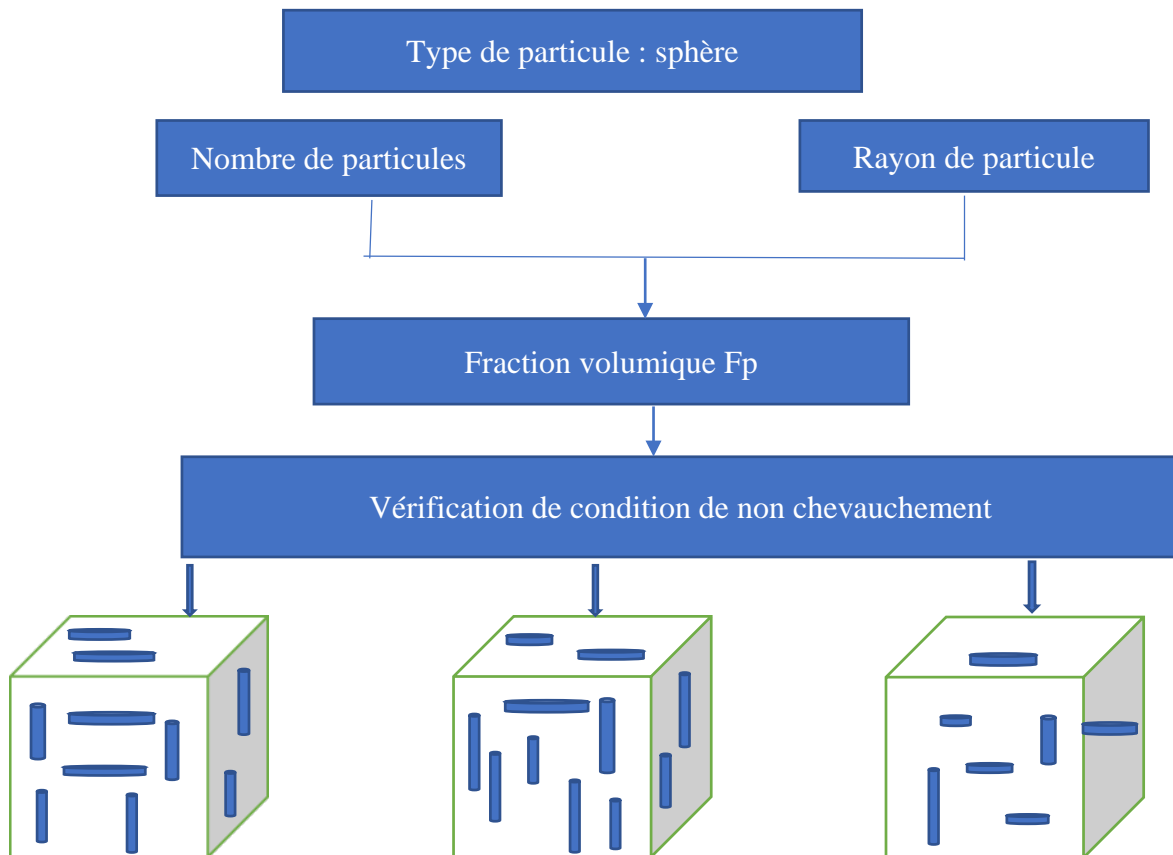 Type de particule : sphère
Nombre de particules
Rayon de particule
Fraction volumique Fp
Vérification de condition de non chevauchement